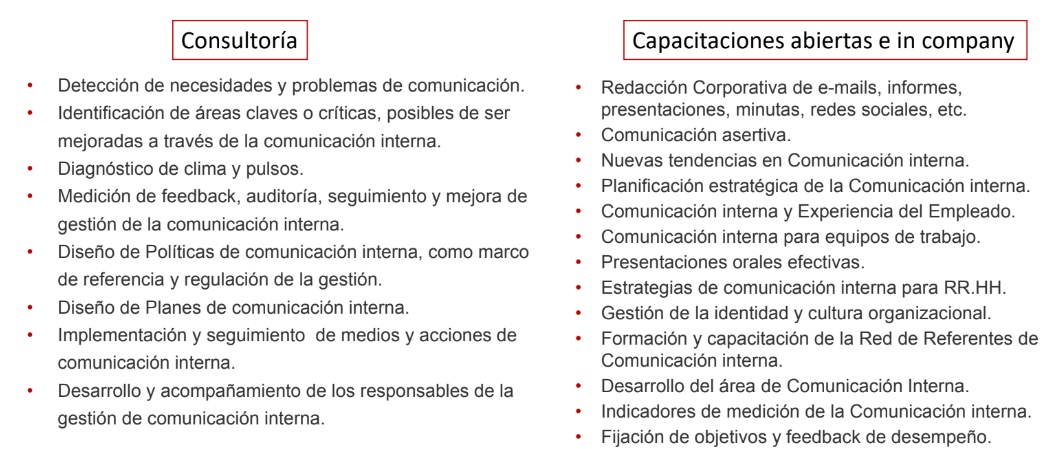 Consultoría
• Detección de necesidades y problemas de comunicación.
• Identificación de áreas claves o críticas, posibles de ser
mejoradas a través de la comunicación interna.
• Diagnóstico de clima y pulsos.
• Medición de feedback, auditoría, seguimiento y mejora de
gestión de la comunicación interna.
• Diseño de Políticas de comunicación interna, como marco
de referencia y regulación de la gestión.
• Diseño de Planes de comunicación interna.
• Implementación y seguimiento  de medios y acciones de
comunicación interna.
• Desarrollo y acompañamiento de los responsables de la
gestión de comunicación interna.
Capacitaciones abiertas e in company
• Redacción Corporativa de e-mails, informes,
presentaciones, minutas, redes sociales, etc.
• Comunicación asertiva.
• Nuevas tendencias en Comunicación interna.
• Planificación estratégica de la Comunicación interna.
• Comunicación interna y Experiencia del Empleado.
• Comunicación interna para equipos de trabajo.
• Presentaciones orales efectivas.
• Estrategias de comunicación interna para RR.HH.
• Gestión de la identidad y cultura organizacional.
• Formación y capacitación de la Red de Referentes de
Comunicación interna.
• Desarrollo del área de Comunicación Interna.
• Indicadores de medición de la Comunicación interna.
• Fijación de objetivos y feedback de desempeño.